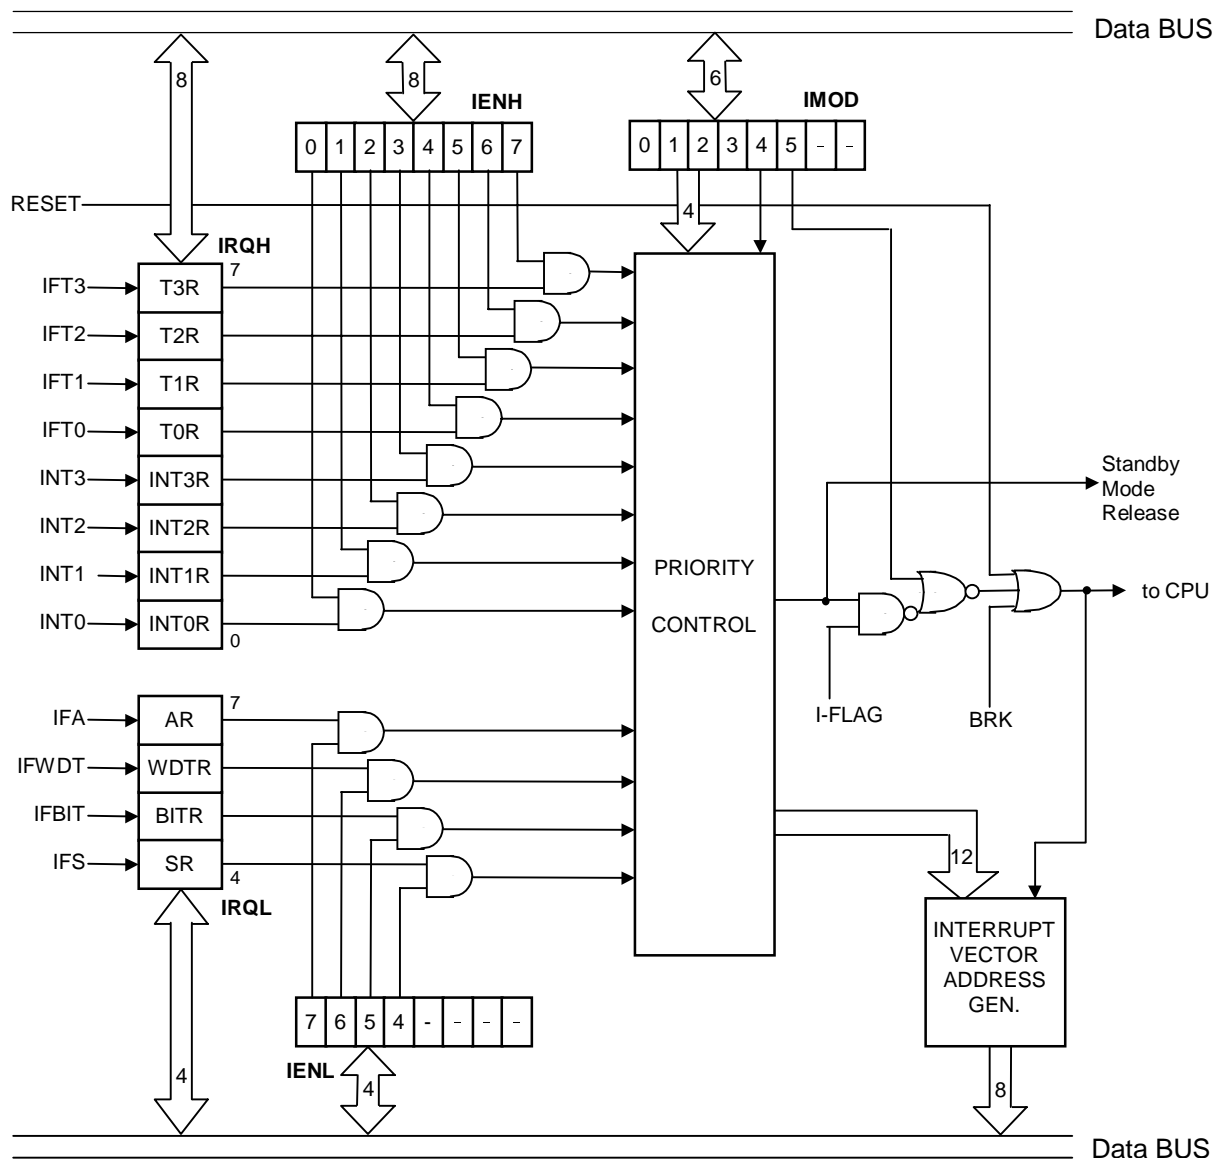 Data BUS
8
8
6
IENH
IMOD
0 1 2 3 4 5 6 7
0 1 2 3 4 5 - -
RESET
4
IRQH
7
IFT3 T3R
IFT2 T2R
IFT1 T1R
IFT0 T0R
INT3 INT3R
INT2 INT2R
INT1 INT1R
INT0 INT0R
0
Standby
Mode
Release
PRIORITY
CONTROL
to CPU
I-FLAG
BRK
7
IFA AR
IFWDT WDTR
IFBIT BITR
IFS SR
4
IRQL
12
INTERRUPT
VECTOR
ADDRESS
GEN.
7 6 5 4 - - - -
IENL
4
4
8
Data BUS